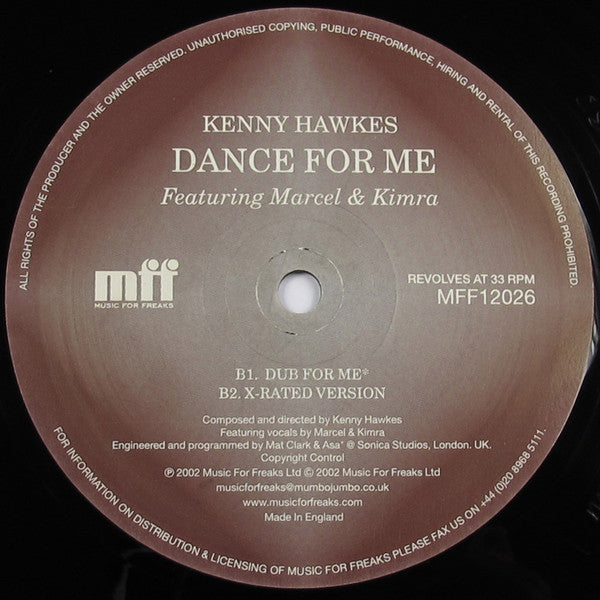 ALL RIGHTS OF THE PRODUCER AND THE OWNER RESERVED. UNAUTHORISED COPYING, PUBLIC PERFORMANCE, HIRING AND RENTAL OF THIS RECORDING PROHIBITED.
KENNY HAWKES
DANCE FOR ME
Featuring Marcel & Kimra
mff
MUSIC FOR FREAKS
REVOLVES AT 33 RPM
MFF12026
B1. DUB FOR ME*
B2. X-RATED VERSION
Composed and directed by Kenny Hawkes
Featuring vocals by Marcel & Kimra
Engineered and programmed by Mat Clark & Asa* @ Sonica Studios, London. UK.
Copyright Control
℗ 2002 Music For Freaks Ltd © 2002 Music For Freaks Ltd
musicforfreaks@mumbojumbo.co.uk
www.musicforfreaks.com
Made In England
FOR INFORMATION ON DISTRIBUTION & LICENSING OF MUSIC FOR FREAKS PLEASE FAX US ON +44 (0)20 8968 5111.